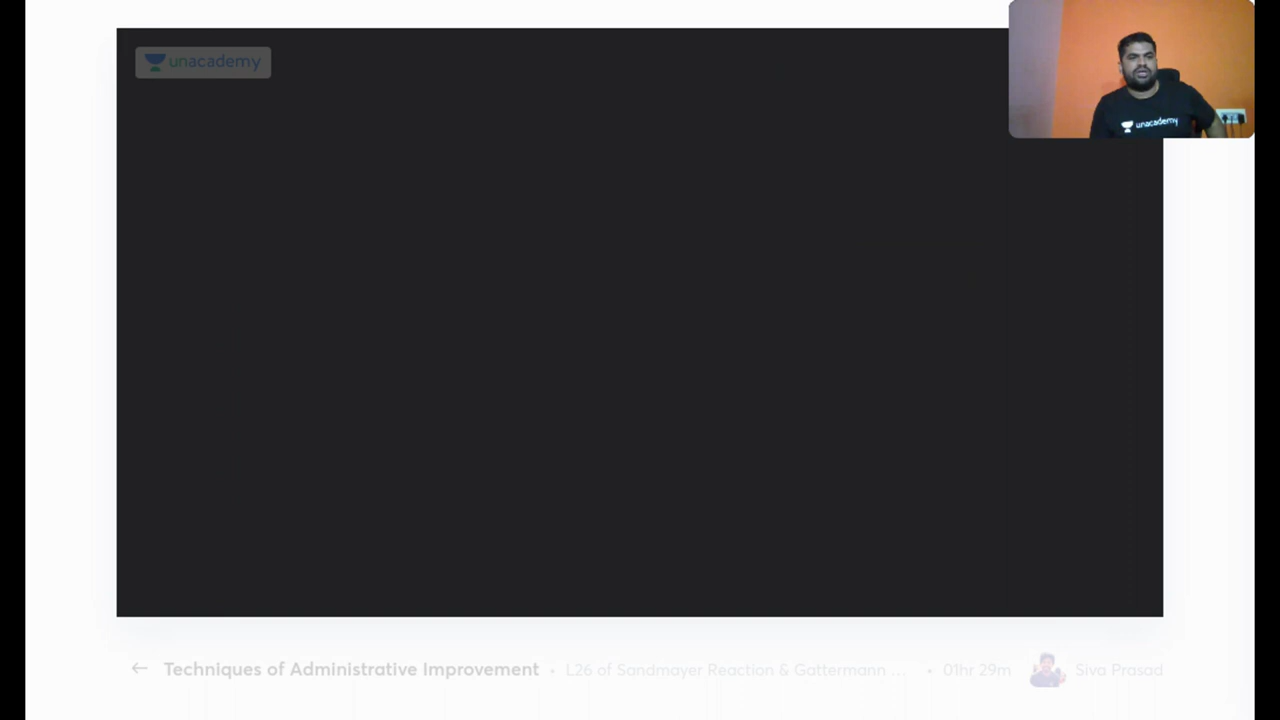 unacademy
unacademy
← Techniques of Administrative Improvement • L26 of Sandmayer Reaction & Gattermann ... • 01hr 29m Siva Prasad